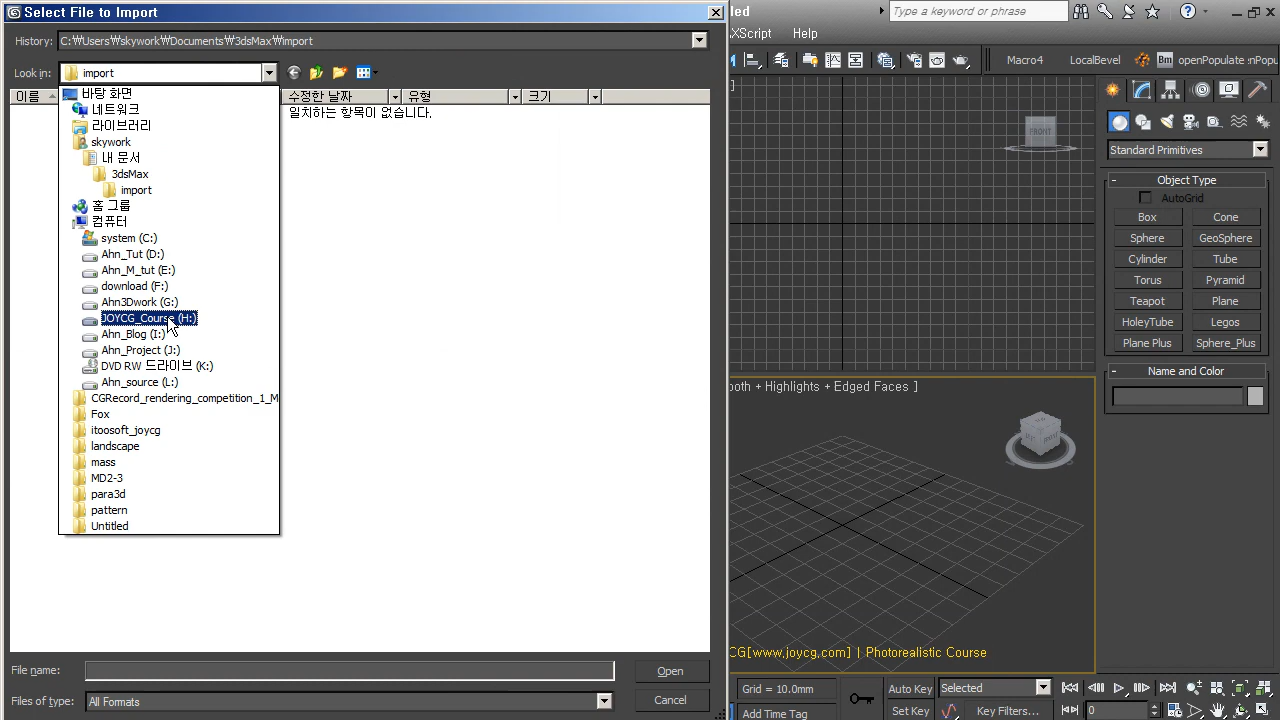 Select File to Import
History: C:₩Users₩skywork₩Documents₩3dsMax₩import
Look in: import
이름
수정한 날짜
유형
크기
일치하는 항목이 없습니다.
바탕 화면
네트워크
라이브러리
skywork
내 문서
3dsMax
import
홈 그룹
컴퓨터
system (C:)
Ahn_Tut (D:)
Ahn_M_tut (E:)
download (F:)
Ahn3Dwork (G:)
JOYCG_Course (H:)
Ahn_Blog (I:)
Ahn_Project (J:)
DVD RW 드라이브 (K:)
Ahn_source (L:)
CGRecord_rendering_competition_1_M
Fox
itoosoft_joycg
landscape
mass
MD2-3
para3d
pattern
Untitled
File name:
Open
Files of type: All Formats
Cancel
led
Type a keyword or phrase
XScript Help
Macro4 LocalBevel openPopulate nPopu
]
FRONT
ooth + Highlights + Edged Faces ]
CG[www.joycg.com] | Photorealistic Course
Standard Primitives
Object Type
AutoGrid
Box Cone
Sphere GeoSphere
Cylinder Tube
Torus Pyramid
Teapot Plane
HoleyTube Legos
Plane Plus Sphere_Plus
Name and Color
Grid = 10.0mm
Auto Key Selected
Add Time Tag
Set Key Key Filters...
0